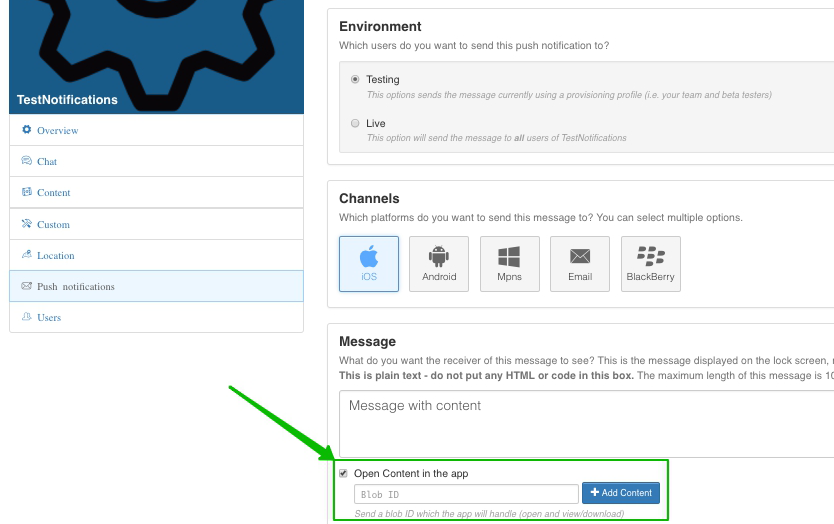 TestNotifications
Overview
Chat
Content
Custom
Location
Push notifications
Users
Environment
Which users do you want to send this push notification to?
Testing
This options sends the message currently using a provisioning profile (i.e. your team and beta testers)
Live
This option will send the message to all users of TestNotifications
Channels
Which platforms do you want to send this message to? You can select multiple options.
iOS
Android
Mpns
Email
BlackBerry
Message
What do you want the receiver of this message to see? This is the message displayed on the lock screen,
This is plain text - do not put any HTML or code in this box. The maximum length of this message is
Message with content
Open Content in the app
Blob ID
Add Content
Send a blob ID which the app will handle (open and view/download)